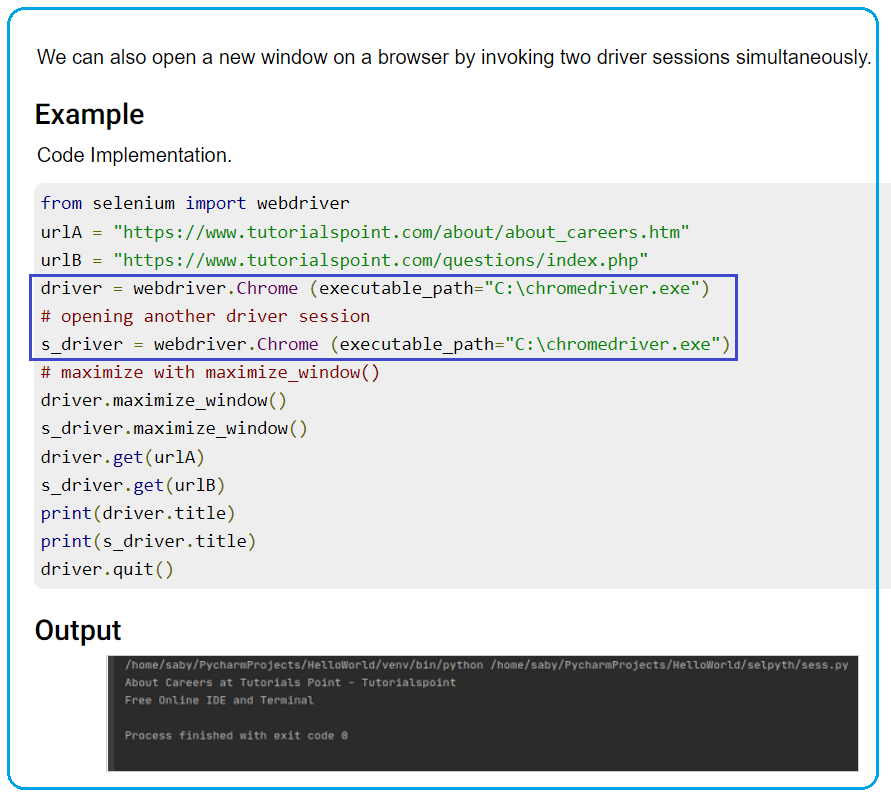 We can also open a new window on a browser by invoking two driver sessions simultaneously.
Example
Code Implementation.
from selenium import webdriver
urlA = "https://www.tutorialspoint.com/about/about_careers.htm"
urlB = "https://www.tutorialspoint.com/questions/index.php"
driver = webdriver.Chrome (executable_path="C:\chromedriver.exe")
# opening another driver session
s_driver = webdriver.Chrome (executable_path="C:\chromedriver.exe")
# maximize with maximize_window()
driver.maximize_window()
s_driver.maximize_window()
driver.get(urlA)
s_driver.get(urlB)
print(driver.title)
print(s_driver.title)
driver.quit()
Output
/home/saby/PycharmProjects/HelloWorld/venv/bin/python /home/saby/PycharmProjects/HelloWorld/selpyth/sess.py
About Careers at Tutorials Point - Tutorialspoint
Free Online IDE and Terminal
Process finished with exit code 0